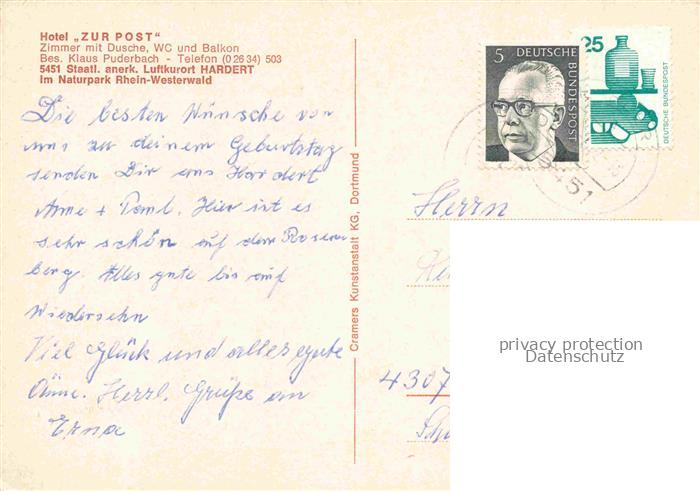 Hotel „ZUR POST“
Zimmer mit Dusche, WC und Balkon
Bes. Klaus Puderbach - Telefon (0 26 34) 503
5451 Staatl. anerk. Luftkurort HARDERT
Im Naturpark Rhein-Westerwald
Die besten Wünsche von
uns zu deinem Geburtstag
senden Dir aus Hardert
Änne + Paul. Hier ist es
sehr schön auf dem Rosen
berg. Alles gute bis auf
Wiedersehn
Viel Glück und alles gute
Änne. Herzl. Grüße an
Erna
Cramers Kunstanstalt KG, Dortmund
5
DEUTSCHE BUNDESPOST
25
DEUTSCHE BUNDESPOST
Herrn
4307
privacy protection
Datenschutz